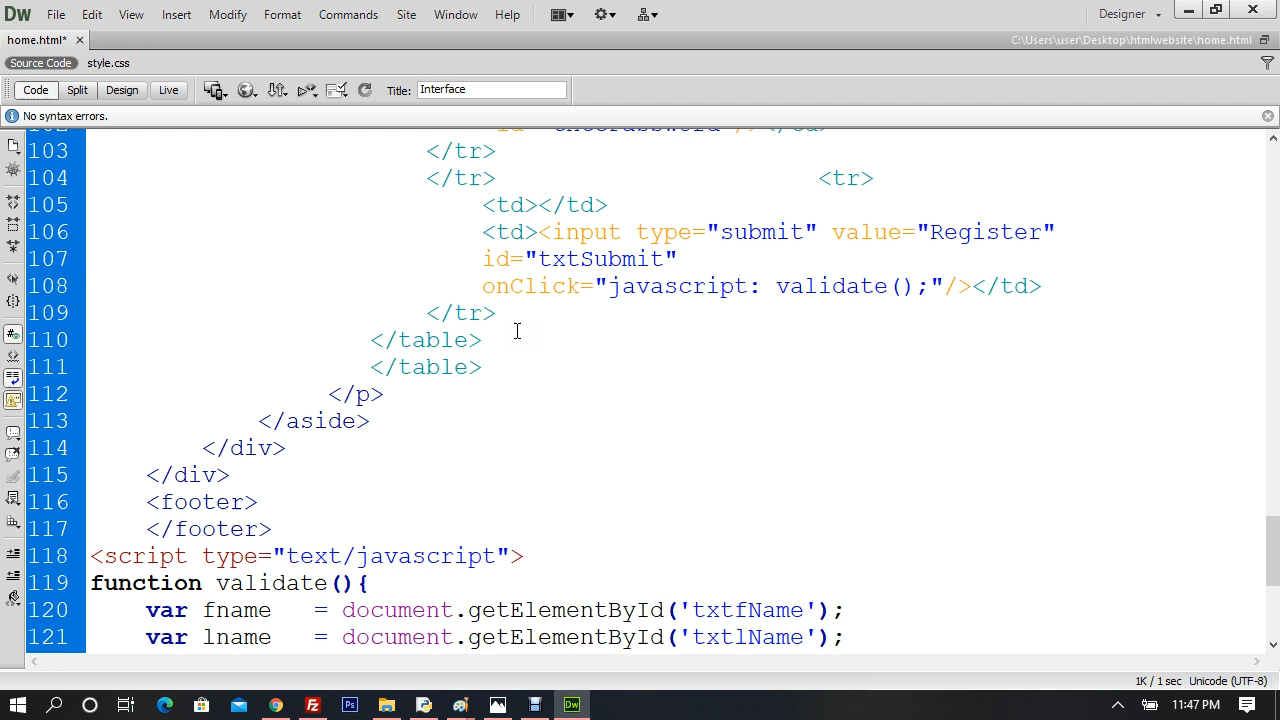 Dw File Edit View Insert Modify Format Commands Site Window Help Designer
home.html* C:\Users\user\Desktop\htmlwebsite\home.html
Source Code style.css
Code Split Design Live Title: Interface
No syntax errors.
103 </tr>
104 </tr> <tr>
105 <td></td>
106 <td><input type="submit" value="Register"
107 id="txtSubmit"
108 onClick="javascript: validate();"/></td>
109 </tr>
110 </table>
111 </table>
112 </p>
113 </aside>
114 </div>
115 </div>
116 <footer>
117 </footer>
118 <script type="text/javascript">
119 function validate(){
120 var fname = document.getElementById('txtfName');
121 var lname = document.getElementById('txtlName');
1K / 1 sec Unicode (UTF-8)
Fz Ps Dw 11:47 PM